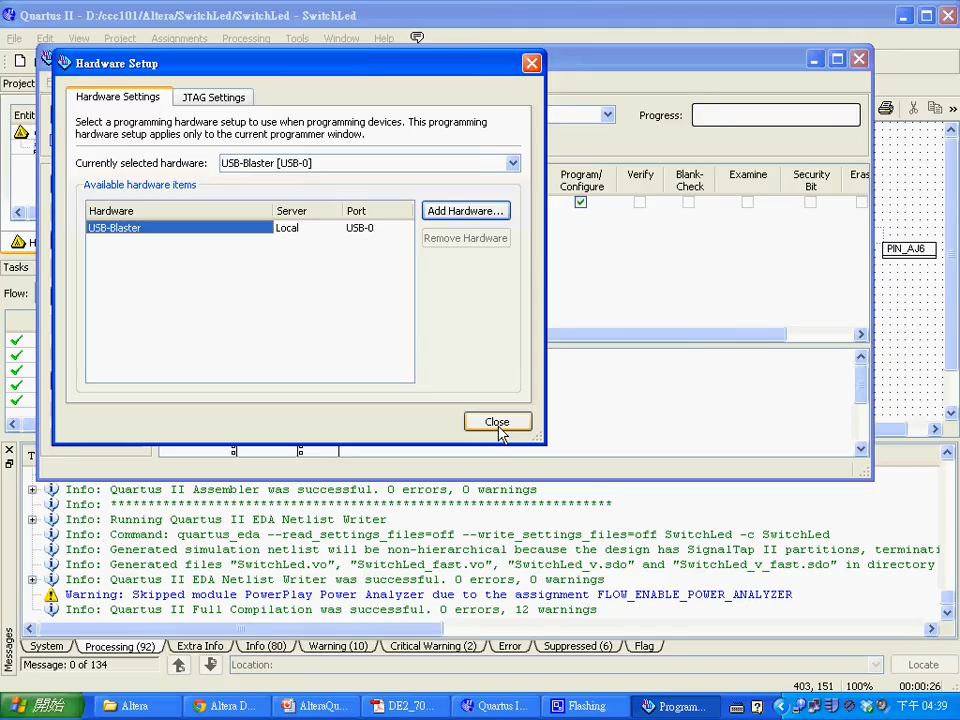 Quartus II - D:/ccc101/Altera/SwitchLed/SwitchLed - SwitchLed
File Edit View Project Assignments Processing Tools Window Help
Project
Hardware Setup
Hardware Settings
JTAG Settings
Select a programming hardware setup to use when programming devices. This programming
hardware setup applies only to the current programmer window.
Currently selected hardware:
USB-Blaster [USB-0]
Available hardware items
Hardware Server Port
USB-Blaster Local USB-0
Add Hardware...
Remove Hardware
Close
Progress:
Program/
Configure
Verify
Blank-
Check
Examine
Security
Bit
Eras
PIN_AJ6
Entit
Tasks
Flow:
Info: Quartus II Assembler was successful. 0 errors, 0 warnings
Info: *******************************************************************
Info: Running Quartus II EDA Netlist Writer
Info: Command: quartus_eda --read_settings_files=off --write_settings_files=off SwitchLed -c SwitchLed
Info: Generated simulation netlist will be non-hierarchical because the design has SignalTap II partitions, terminati
Info: Generated files "SwitchLed.vo", "SwitchLed_fast.vo", "SwitchLed_v.sdo" and "SwitchLed_v_fast.sdo" in directory
Info: Quartus II EDA Netlist Writer was successful. 0 errors, 0 warnings
Warning: Skipped module PowerPlay Power Analyzer due to the assignment FLOW_ENABLE_POWER_ANALYZER
Info: Quartus II Full Compilation was successful. 0 errors, 12 warnings
System Processing (92) Extra Info Info (80) Warning (10) Critical Warning (2) Error Suppressed (6) Flag
Messages
Message: 0 of 134
Location:
Locate
403, 151 100% 00:00:26
開始 Altera Altera D... AlteraQu... DE2_70... Quartus I... Flashing Program... 下午 04:39